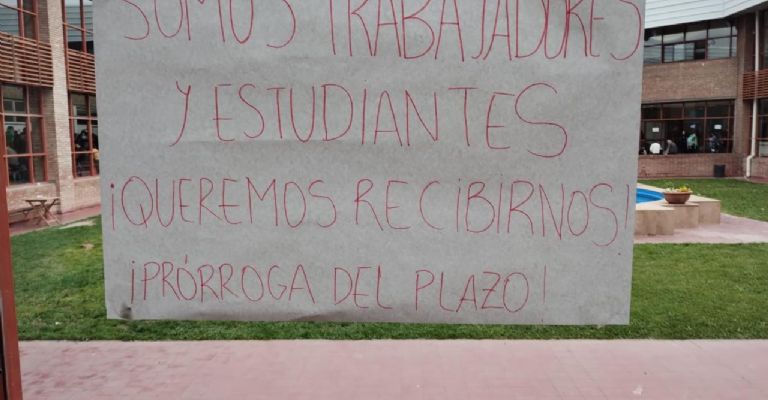 SOMOS TRABAJADORES
Y ESTUDIANTES
¡QUEREMOS RECIBIRNOS!
¡PRÓRROGA DEL PLAZO!